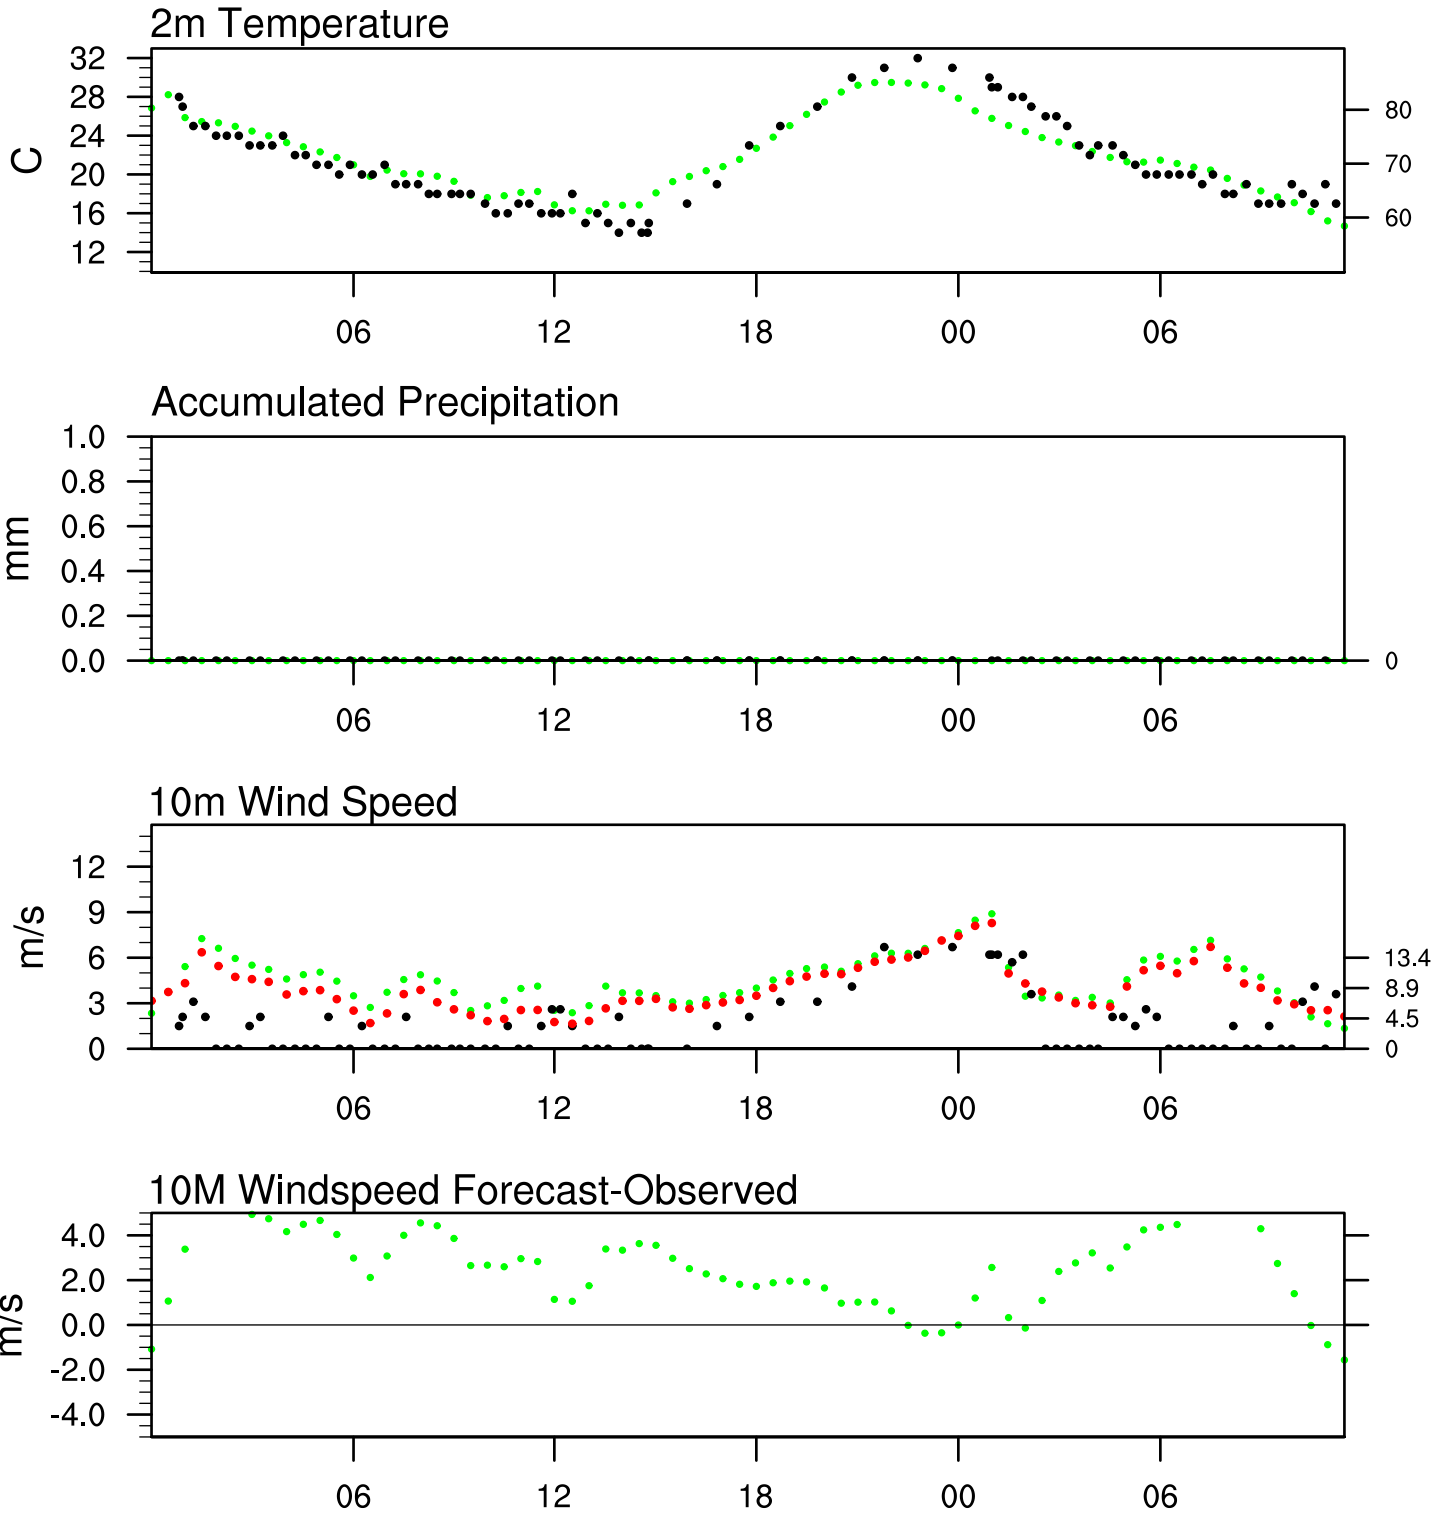 2m Temperature
32
28
24
20
16
12
C
80
70
60
06 12 18 00 06
Accumulated Precipitation
1.0
0.8
0.6
0.4
0.2
0.0
mm
0
06 12 18 00 06
10m Wind Speed
12
9
6
3
0
m/s
13.4
8.9
4.5
0
06 12 18 00 06
10M Windspeed Forecast-Observed
4.0
2.0
0.0
-2.0
-4.0
m/s
06 12 18 00 06